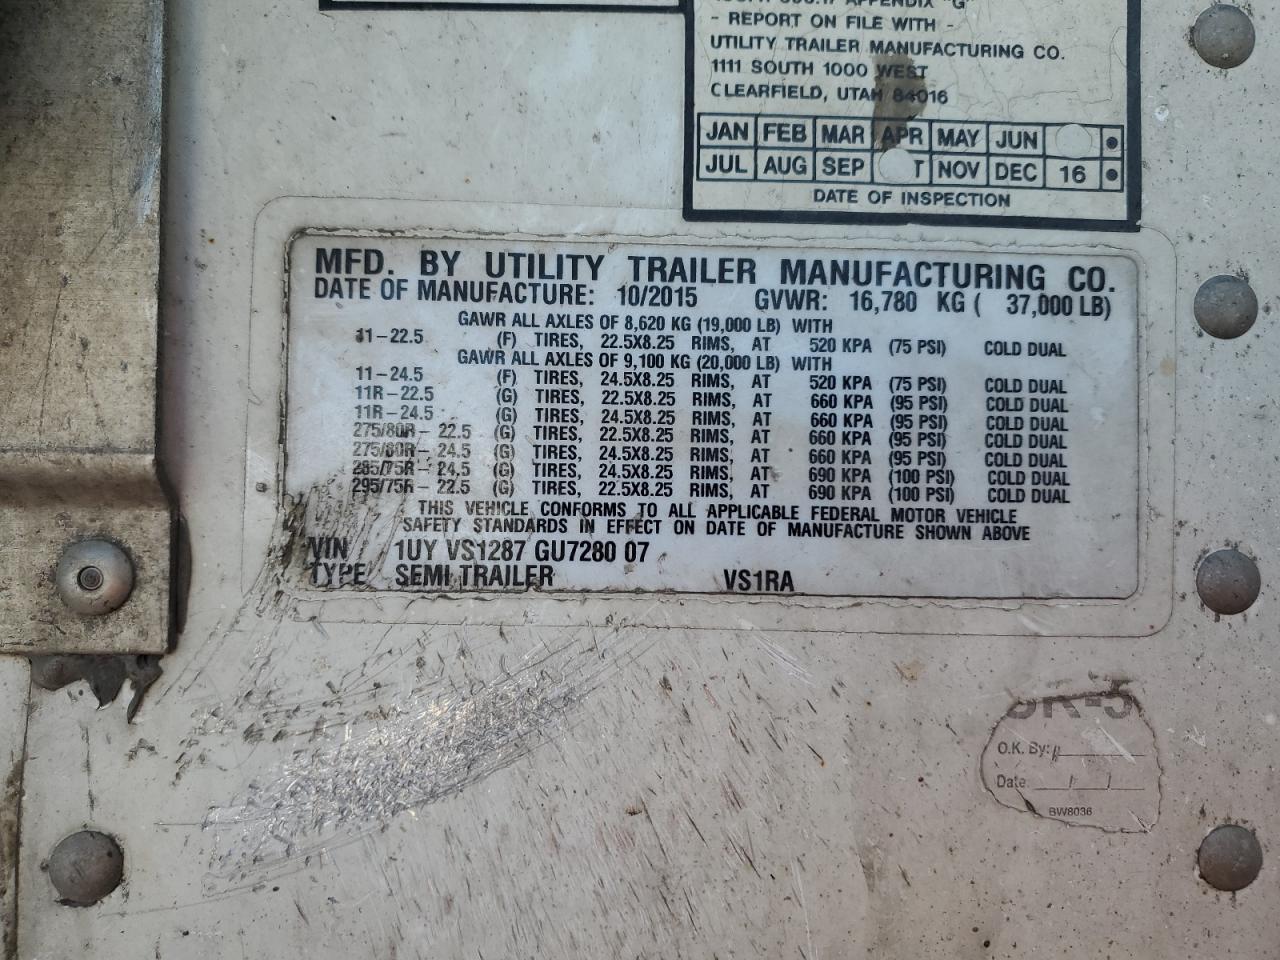 - REPORT ON FILE WITH -
UTILITY TRAILER MANUFACTURING CO.
1111 SOUTH 1000 WEST
CLEARFIELD, UTAH 84016
JAN FEB MAR APR MAY JUN
JUL AUG SEP T NOV DEC 16
DATE OF INSPECTION
MFD. BY UTILITY TRAILER MANUFACTURING CO.
DATE OF MANUFACTURE: 10/2015 GVWR: 16,780 KG ( 37,000 LB)
GAWR ALL AXLES OF 8,620 KG (19,000 LB) WITH
11-22.5 (F) TIRES, 22.5X8.25 RIMS, AT 520 KPA (75 PSI) COLD DUAL
GAWR ALL AXLES OF 9,100 KG (20,000 LB) WITH
11-24.5 (F) TIRES, 24.5X8.25 RIMS, AT 520 KPA (75 PSI) COLD DUAL
11R-22.5 (G) TIRES, 22.5X8.25 RIMS, AT 660 KPA (95 PSI) COLD DUAL
11R-24.5 (G) TIRES, 24.5X8.25 RIMS, AT 660 KPA (95 PSI) COLD DUAL
275/80R-22.5 (G) TIRES, 22.5X8.25 RIMS, AT 660 KPA (95 PSI) COLD DUAL
275/80R-24.5 (G) TIRES, 24.5X8.25 RIMS, AT 660 KPA (95 PSI) COLD DUAL
285/75R-24.5 (G) TIRES, 24.5X8.25 RIMS, AT 690 KPA (100 PSI) COLD DUAL
295/75R-22.5 (G) TIRES, 22.5X8.25 RIMS, AT 690 KPA (100 PSI) COLD DUAL
THIS VEHICLE CONFORMS TO ALL APPLICABLE FEDERAL MOTOR VEHICLE
SAFETY STANDARDS IN EFFECT ON DATE OF MANUFACTURE SHOWN ABOVE
VIN 1UY VS1287 GU7280 07
TYPE SEMI TRAILER VS1RA
O.K. By:
Date / /
BW8036